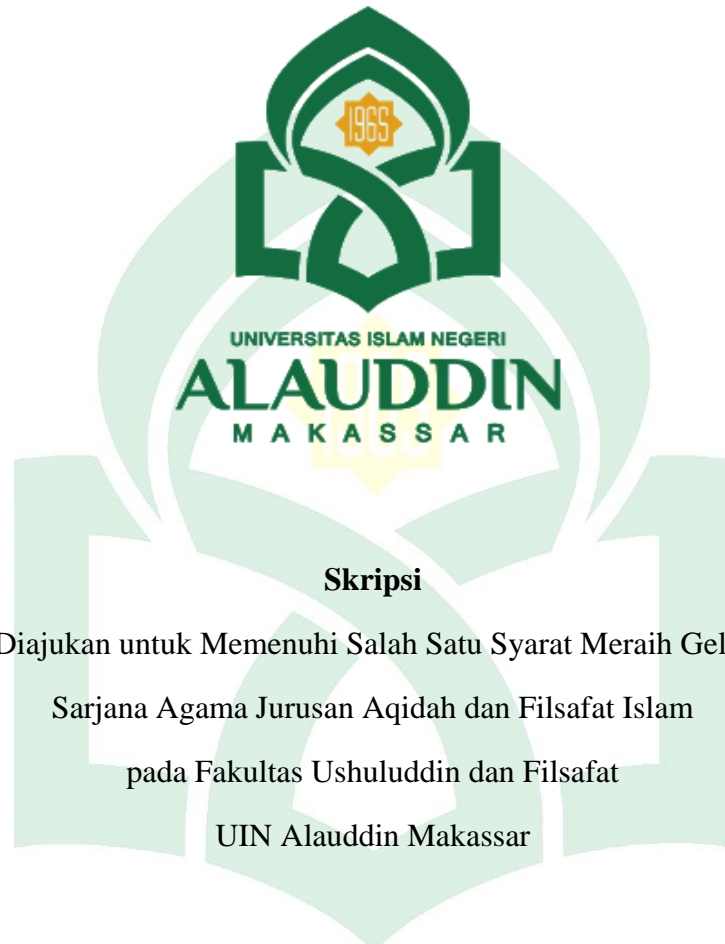 1965
UNIVERSITAS ISLAM NEGERI
ALAUDDIN
MAKASSAR
Skripsi
Diajukan untuk Memenuhi Salah Satu Syarat Meraih Gel
Sarjana Agama Jurusan Aqidah dan Filsafat Islam
pada Fakultas Ushuluddin dan Filsafat
UIN Alauddin Makassar